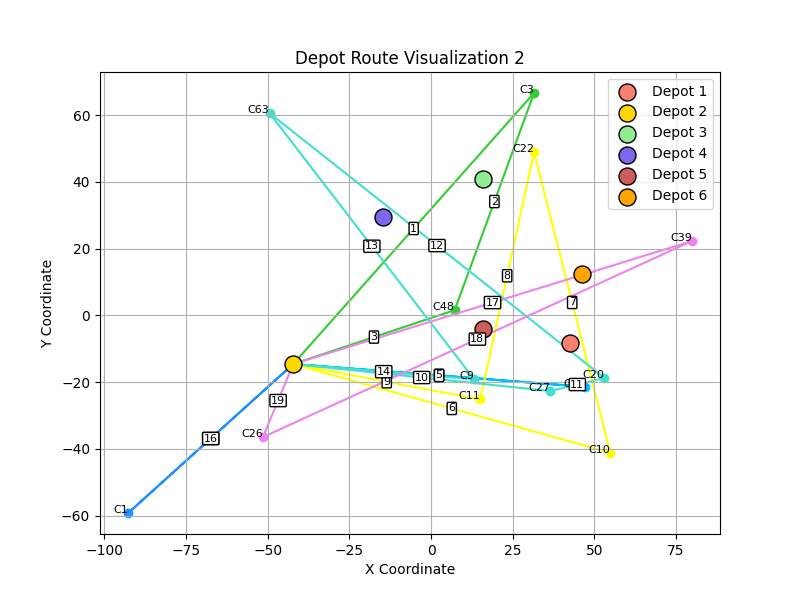 Depot Route Visualization 2
Y Coordinate
X Coordinate
60
40
20
0
−20
−40
−60
−100
−75
−50
−25
0
25
50
75
Depot 1
Depot 2
Depot 3
Depot 4
Depot 5
Depot 6
C3
C63
C22
C39
C48
C9
C20
C27
C11
C10
C26
C1
1
2
12
13
8
17
7
3
18
14
9
10
5
11
6
19
16